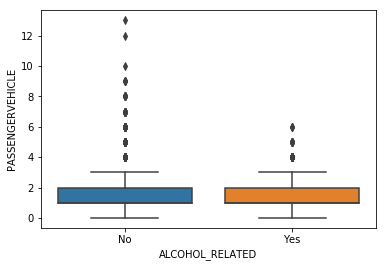 12
10
8
6
4
2
0
PASSENGERVEHICLE
No
Yes
ALCOHOL_RELATED